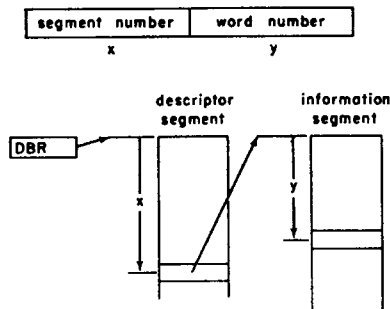 segment number word number
x y
descriptor segment
information segment
DBR
x
y